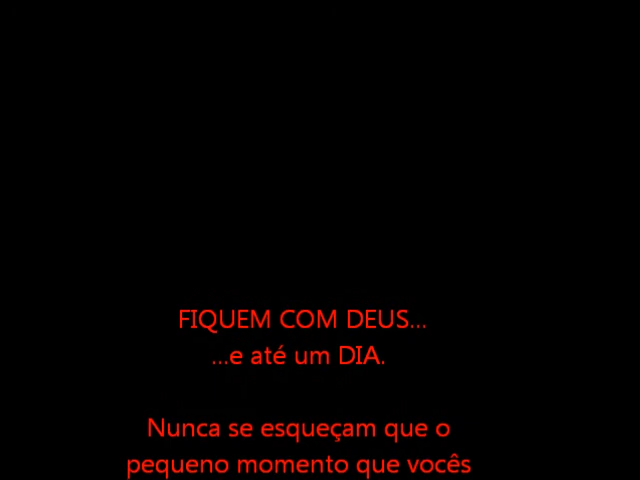 FIQUEM COM DEUS...
...e até um DIA.
Nunca se esqueçam que o
pequeno momento que vocês